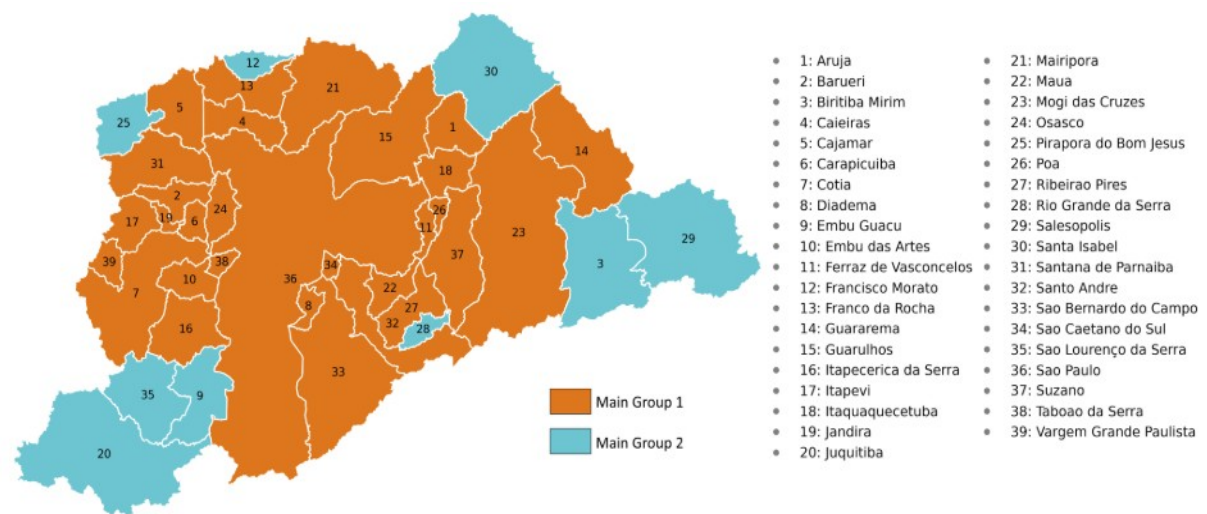 12
30
13
21
5
25
4
15
1
14
31
18
2
24
26
19
6
17
11
29
23
37
38
34
3
39
36
10
7
22
27
8
32
28
16
33
35
9
20
Main Group 1
Main Group 2
1: Aruja
2: Barueri
3: Biritiba Mirim
4: Caieiras
5: Cajamar
6: Carapicuiba
7: Cotia
8: Diadema
9: Embu Guacu
10: Embu das Artes
11: Ferraz de Vasconcelos
12: Francisco Morato
13: Franco da Rocha
14: Guararema
15: Guarulhos
16: Itapecerica da Serra
17: Itapevi
18: Itaquaquecetuba
19: Jandira
20: Juquitiba
21: Mairipora
22: Maua
23: Mogi das Cruzes
24: Osasco
25: Pirapora do Bom Jesus
26: Poa
27: Ribeirao Pires
28: Rio Grande da Serra
29: Salesopolis
30: Santa Isabel
31: Santana de Parnaiba
32: Santo Andre
33: Sao Bernardo do Campo
34: Sao Caetano do Sul
35: Sao Lourenço da Serra
36: Sao Paulo
37: Suzano
38: Taboao da Serra
39: Vargem Grande Paulista